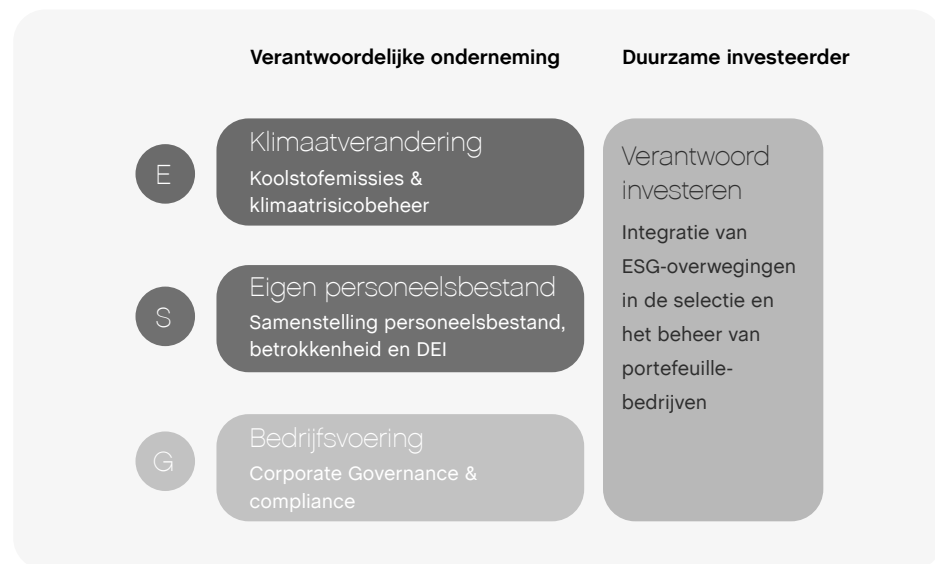 Verantwoordelijke onderneming
Duurzame investeerder
E
Klimaatverandering
Koolstofemissies &
klimaatrisicobeheer
S
Eigen personeelsbestand
Samenstelling personeelsbestand,
betrokkenheid en DEI
G
Bedrijfsvoering
Corporate Governance &
compliance
Verantwoord
investeren
Integratie van
ESG-overwegingen
in de selectie en
het beheer van
portefeuille-
bedrijven